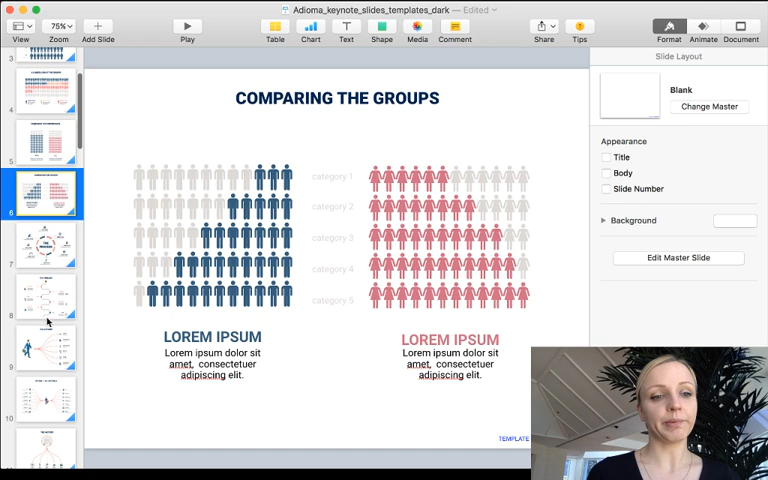 Adioma_keynote_slides_templates_dark — Edited
75%
View
Zoom
Add Slide
Play
Table
Chart
Text
Shape
Media
Comment
Share
Tips
Format
Animate
Document
3
4
5
6
7
8
9
10
COMPARING THE GROUPS
category 1
category 2
category 3
category 4
category 5
LOREM IPSUM
Lorem ipsum dolor sit
amet, consectetuer
adipiscing elit.
LOREM IPSUM
Lorem ipsum dolor sit
amet, consectetuer
adipiscing elit.
TEMPLATE
Slide Layout
Blank
Change Master
Appearance
Title
Body
Slide Number
Background
Edit Master Slide